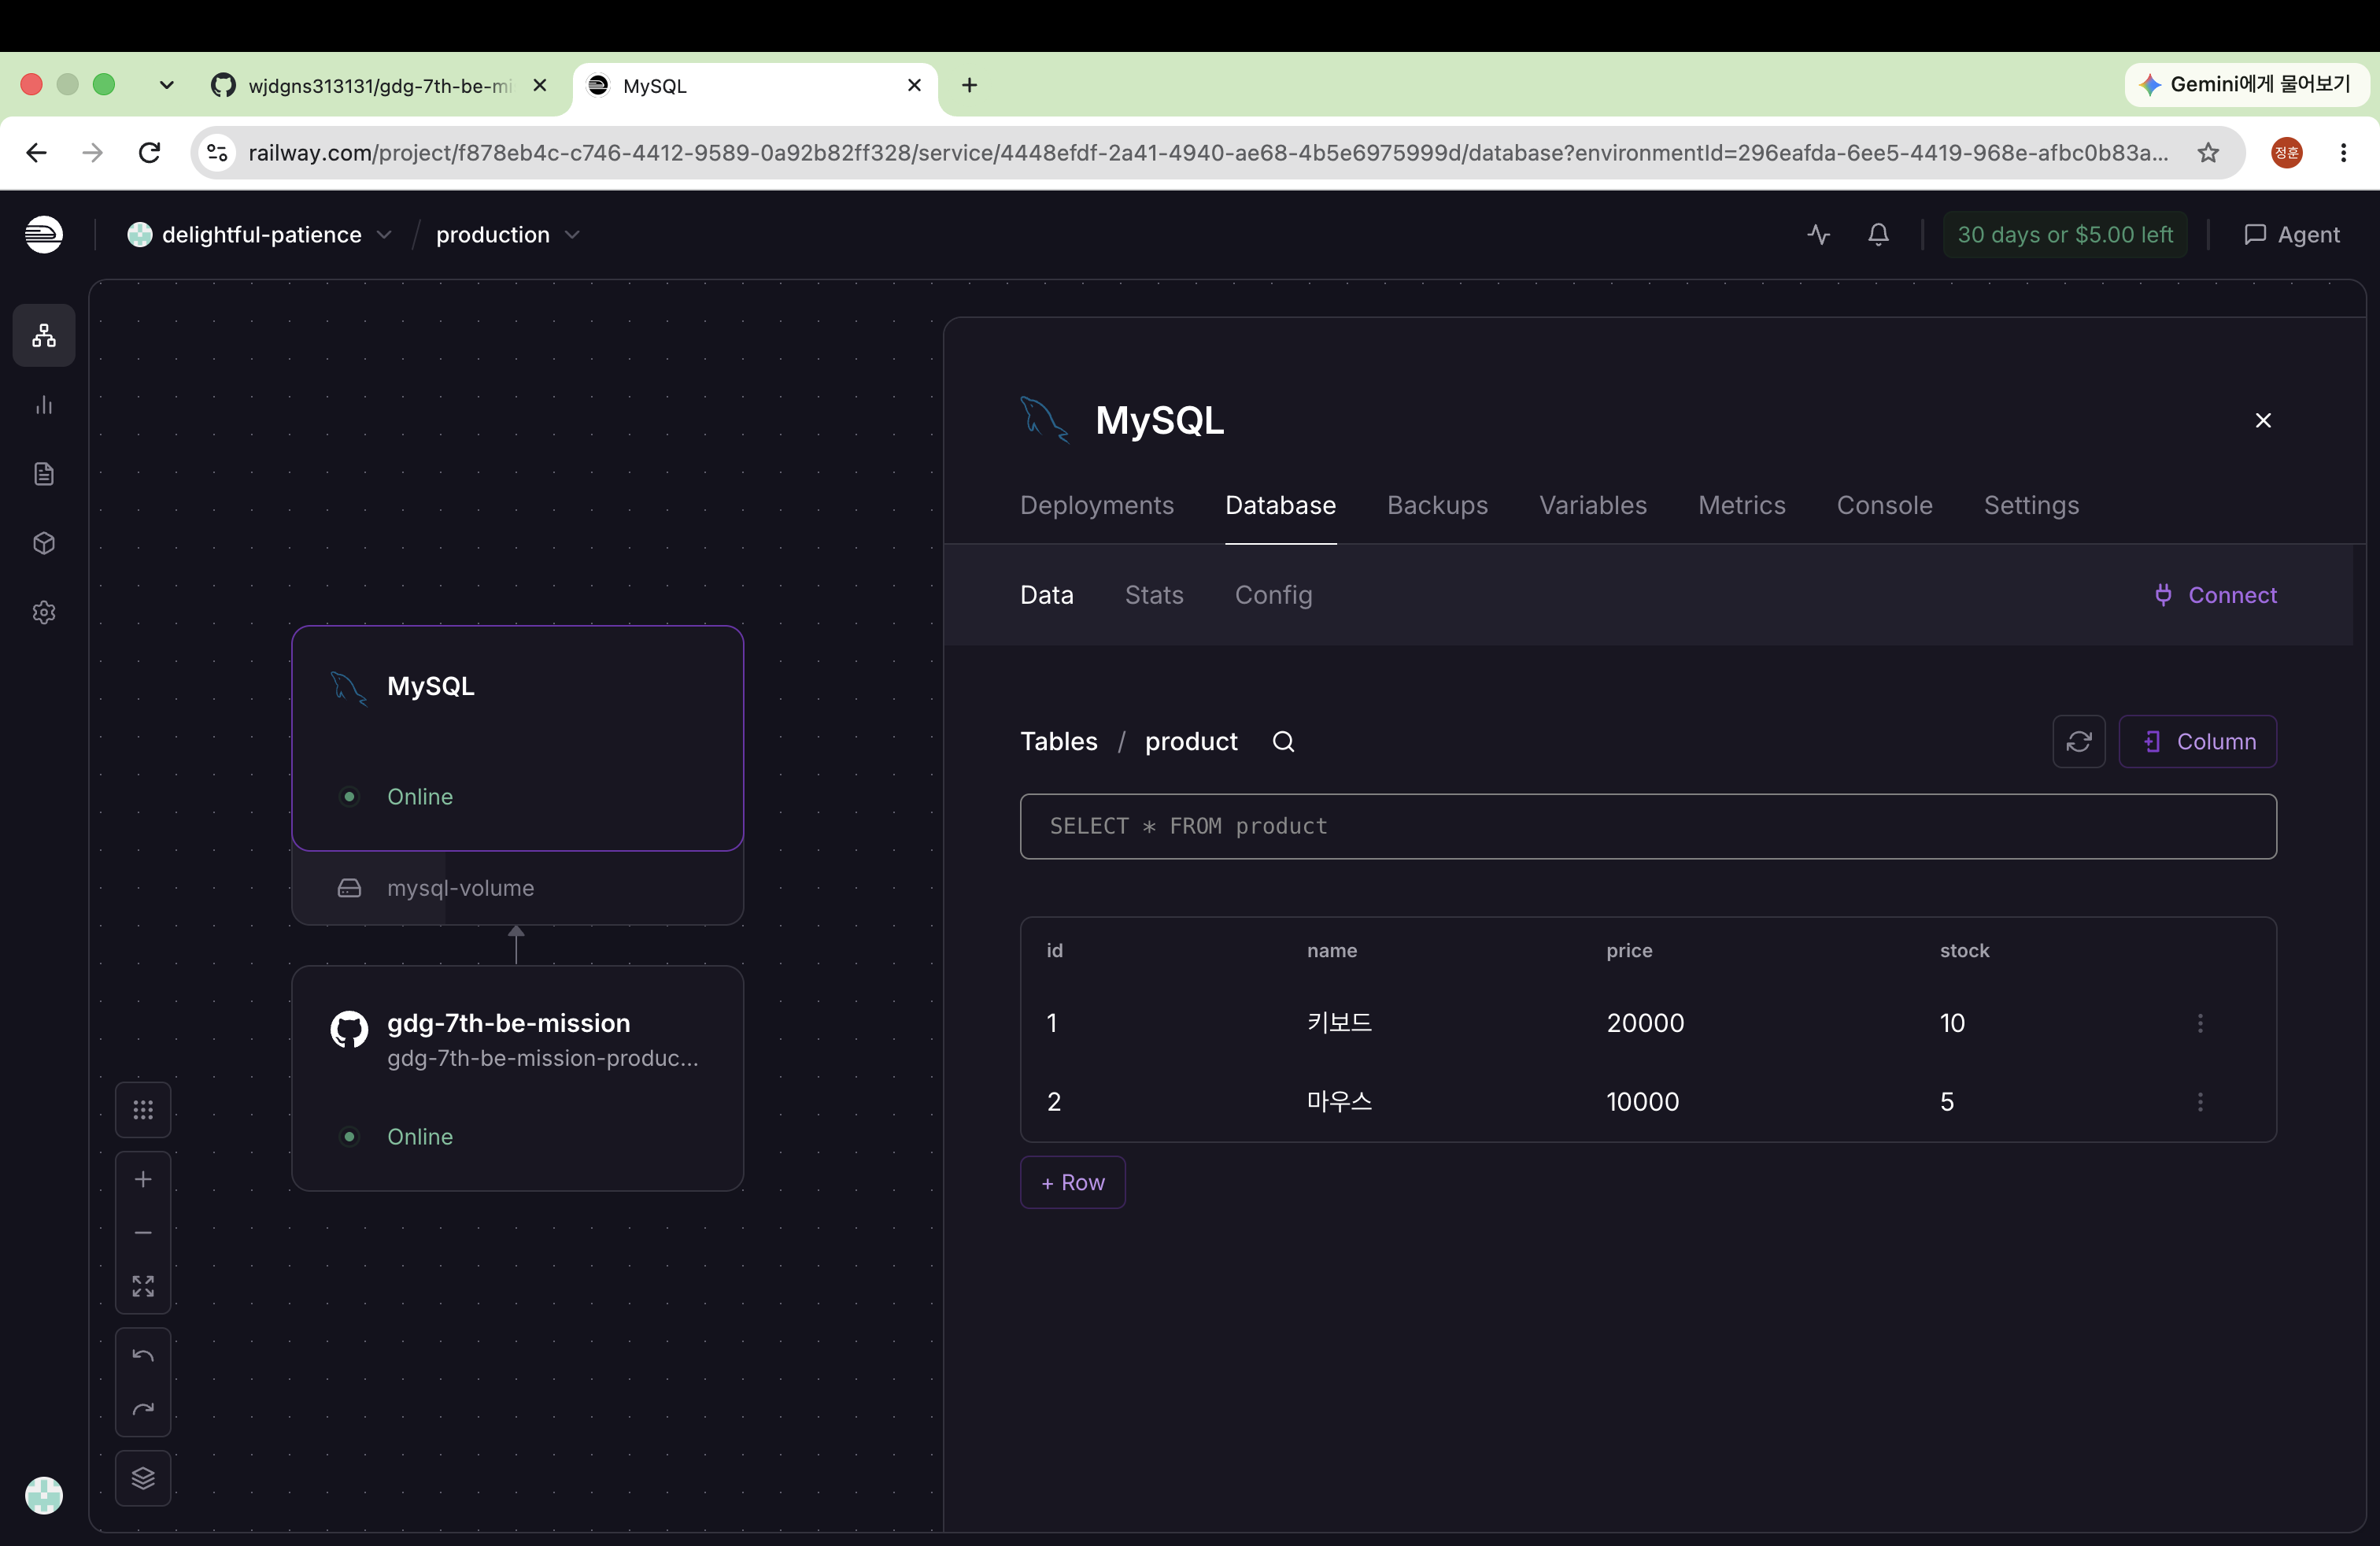 wjdgns313131/gdg-7th-be-mi
MySQL
Gemini에게 물어보기
railway.com/project/f878eb4c-c746-4412-9589-0a92b82ff328/service/4448efdf-2a41-4940-ae68-4b5e6975999d/database?environmentId=296eafda-6ee5-4419-968e-afbc0b83a...
정훈
delightful-patience / production
30 days or $5.00 left
Agent
MySQL
Online
mysql-volume
gdg-7th-be-mission
gdg-7th-be-mission-produc...
Online
MySQL
Deployments Database Backups Variables Metrics Console Settings
Data Stats Config Connect
Tables / product
Column
SELECT * FROM product
id name price stock
1 키보드 20000 10
2 마우스 10000 5
+ Row